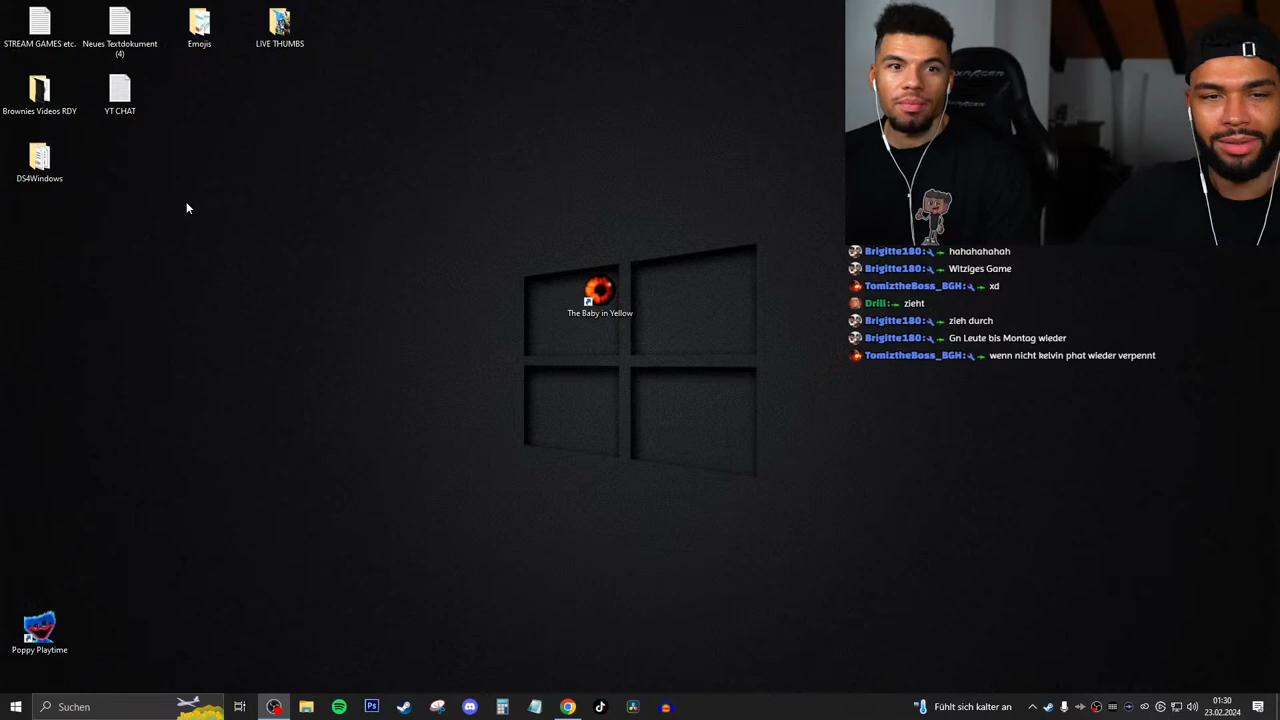 STREAM GAMES etc.
Neues Textdokument
(4)
Emojis
LIVE THUMBS
Brownies Videos RDY
YT CHAT
DS4Windows
The Baby in Yellow
Brigitte180: hahahahahah
Brigitte180: Witziges Game
TomiztheBoss_BGH: xd
Drill: zieht
Brigitte180: zieh durch
Brigitte180: Gn Leute bis Montag wieder
TomiztheBoss_BGH: wenn nicht kelvin phat wieder verpennt
Poppy Playtime
Suchen
Fühlt sich kalter an
01:30
23.02.2024